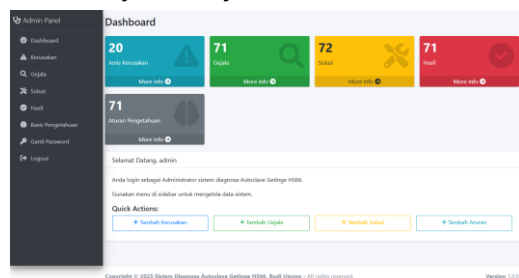 Admin Panel
Dashboard
Kerusakan
Gejala
Solusi
Hasil
Basis Pengetahuan
Ganti Password
Logout
Dashboard
20
Jenis Kerusakan
More info
71
Gejala
More info
72
Solusi
More info
71
Hasil
More info
71
Aturan Pengetahuan
More info
Selamat Datang, admin
Anda login sebagai Administrator sistem diagnosa Autoclave Getinge HS66.
Gunakan menu di sidebar untuk mengelola data sistem.
Quick Actions:
+ Tambah Kerusakan
+ Tambah Gejala
+ Tambah Solusi
+ Tambah Aturan
Copyright © 2025 Sistem Diagnosa Autoclave Getinge HS66. Budi Utomo - All rights reserved.
Version 1.0.0